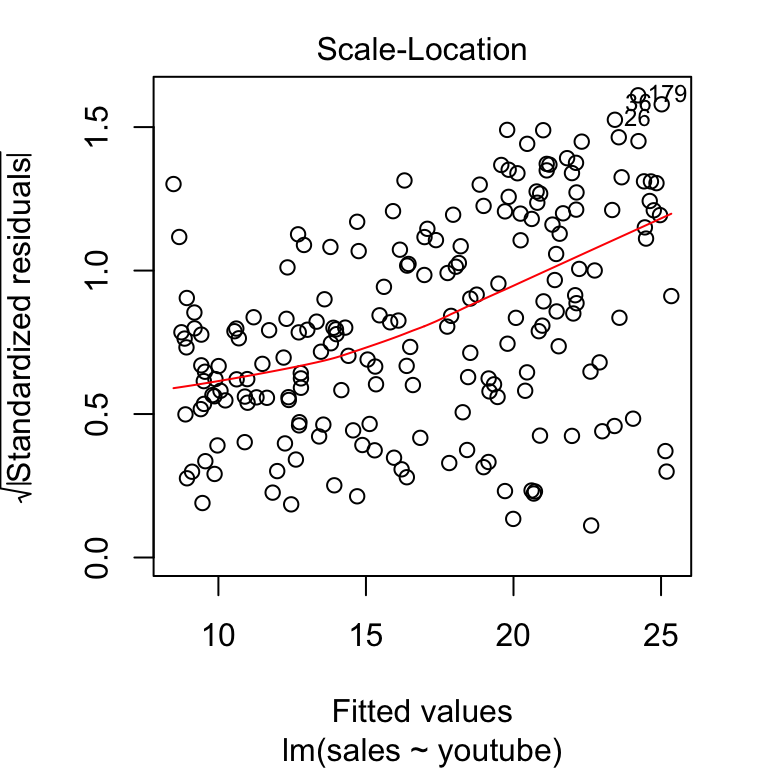 Scale-Location
√|Standardized residuals|
1.5
1.0
0.5
0.0
179
36
26
10 15 20 25
Fitted values
lm(sales ~ youtube)